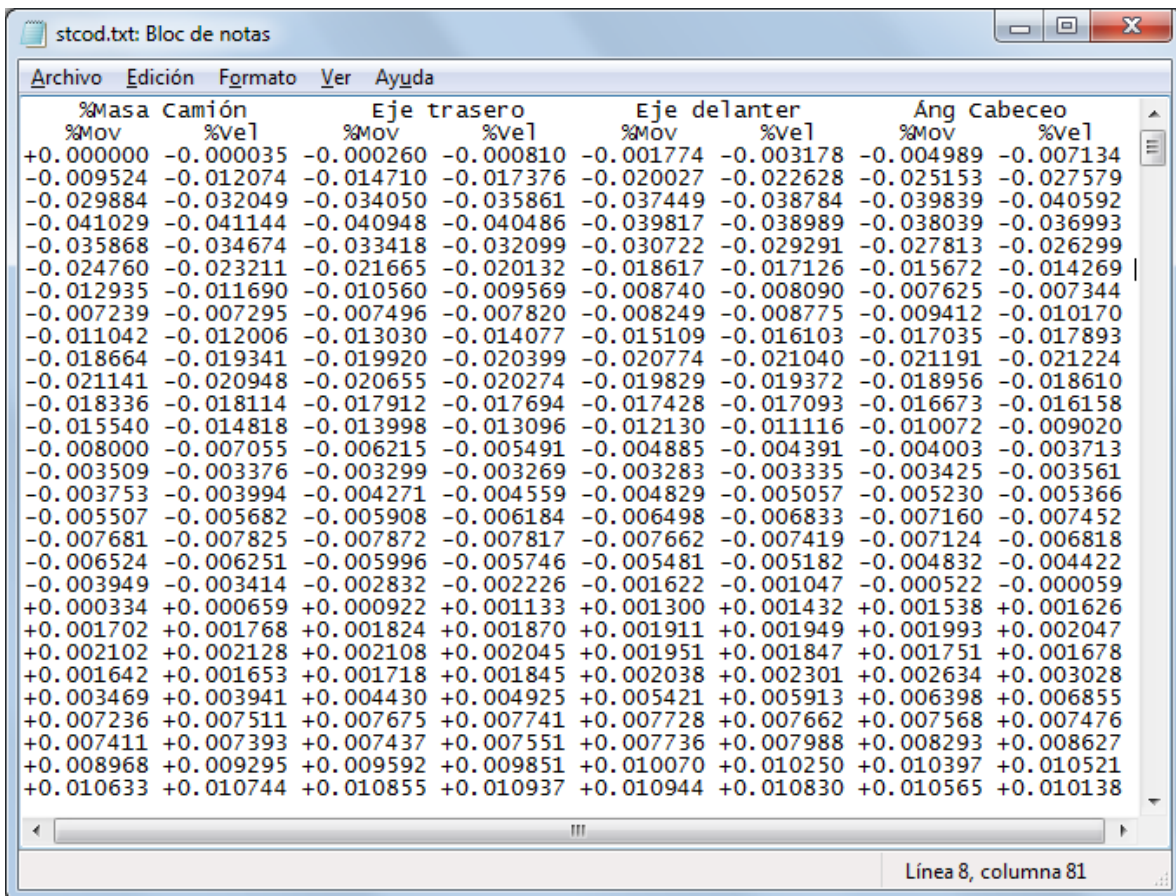 stcod.txt: Bloc de notas
Archivo Edición Formato Ver Ayuda
%Masa Camión Eje trasero Eje delanter Áng Cabeceo
%Mov %Vel %Mov %Vel %Mov %Vel %Mov %Vel
+0.000000 -0.000035 -0.000260 -0.000810 -0.001774 -0.003178 -0.004989 -0.007134
-0.009524 -0.012074 -0.014710 -0.017376 -0.020027 -0.022628 -0.025153 -0.027579
-0.029884 -0.032049 -0.034050 -0.035861 -0.037449 -0.038784 -0.039839 -0.040592
-0.041029 -0.041144 -0.040948 -0.040486 -0.039817 -0.038989 -0.038039 -0.036993
-0.035868 -0.034674 -0.033418 -0.032099 -0.030722 -0.029291 -0.027813 -0.026299
-0.024760 -0.023211 -0.021665 -0.020132 -0.018617 -0.017126 -0.015672 -0.014269
-0.012935 -0.011690 -0.010560 -0.009569 -0.008740 -0.008090 -0.007625 -0.007344
-0.007239 -0.007295 -0.007496 -0.007820 -0.008249 -0.008775 -0.009412 -0.010170
-0.011042 -0.012006 -0.013030 -0.014077 -0.015109 -0.016103 -0.017035 -0.017893
-0.018664 -0.019341 -0.019920 -0.020399 -0.020774 -0.021040 -0.021191 -0.021224
-0.021141 -0.020948 -0.020655 -0.020274 -0.019829 -0.019372 -0.018956 -0.018610
-0.018336 -0.018114 -0.017912 -0.017694 -0.017428 -0.017093 -0.016673 -0.016158
-0.015540 -0.014818 -0.013998 -0.013096 -0.012130 -0.011116 -0.010072 -0.009020
-0.008000 -0.007055 -0.006215 -0.005491 -0.004885 -0.004391 -0.004003 -0.003713
-0.003509 -0.003376 -0.003299 -0.003269 -0.003283 -0.003335 -0.003425 -0.003561
-0.003753 -0.003994 -0.004271 -0.004559 -0.004829 -0.005057 -0.005230 -0.005366
-0.005507 -0.005682 -0.005908 -0.006184 -0.006498 -0.006833 -0.007160 -0.007452
-0.007681 -0.007825 -0.007872 -0.007817 -0.007662 -0.007419 -0.007124 -0.006818
-0.006524 -0.006251 -0.005996 -0.005746 -0.005481 -0.005182 -0.004832 -0.004422
-0.003949 -0.003414 -0.002832 -0.002226 -0.001622 -0.001047 -0.000522 -0.000059
+0.000334 +0.000659 +0.000922 +0.001133 +0.001300 +0.001432 +0.001538 +0.001626
+0.001702 +0.001768 +0.001824 +0.001870 +0.001911 +0.001949 +0.001993 +0.002047
+0.002102 +0.002128 +0.002108 +0.002045 +0.001951 +0.001847 +0.001751 +0.001678
+0.001642 +0.001653 +0.001718 +0.001845 +0.002038 +0.002301 +0.002634 +0.003028
+0.003469 +0.003941 +0.004430 +0.004925 +0.005421 +0.005913 +0.006398 +0.006855
+0.007236 +0.007511 +0.007675 +0.007741 +0.007728 +0.007662 +0.007568 +0.007476
+0.007411 +0.007393 +0.007437 +0.007551 +0.007736 +0.007988 +0.008293 +0.008627
+0.008968 +0.009295 +0.009592 +0.009851 +0.010070 +0.010250 +0.010397 +0.010521
+0.010633 +0.010744 +0.010855 +0.010937 +0.010944 +0.010830 +0.010565 +0.010138
Línea 8, columna 81